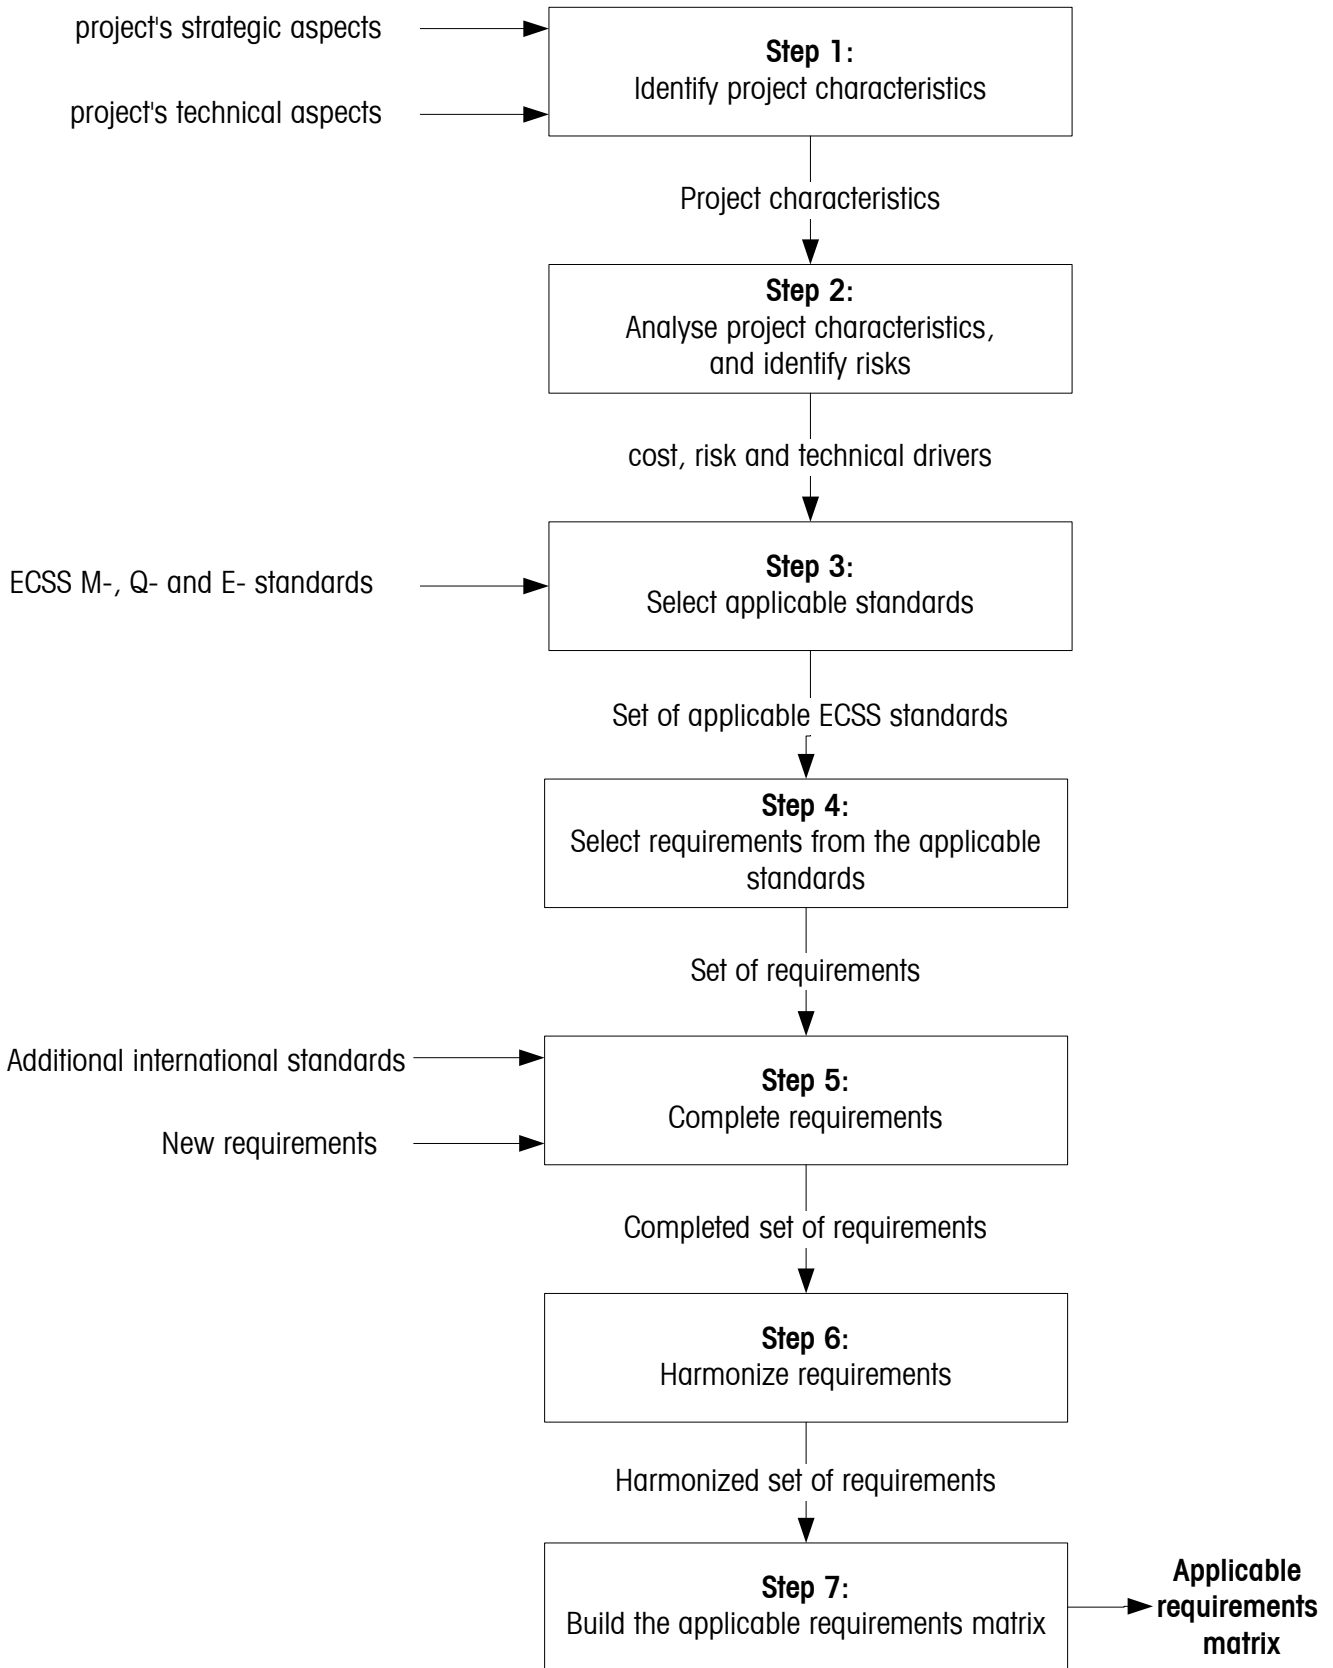 project's strategic aspects
Step 1:
Identify project characteristics
project's technical aspects
Project characteristics
Step 2:
Analyse project characteristics,
and identify risks
cost, risk and technical drivers
ECSS M-, Q- and E- standards
Step 3:
Select applicable standards
Set of applicable ECSS standards
Step 4:
Select requirements from the applicable
standards
Set of requirements
Additional international standards
New requirements
Step 5:
Complete requirements
Completed set of requirements
Step 6:
Harmonize requirements
Harmonized set of requirements
Step 7:
Build the applicable requirements matrix
Applicable
requirements
matrix